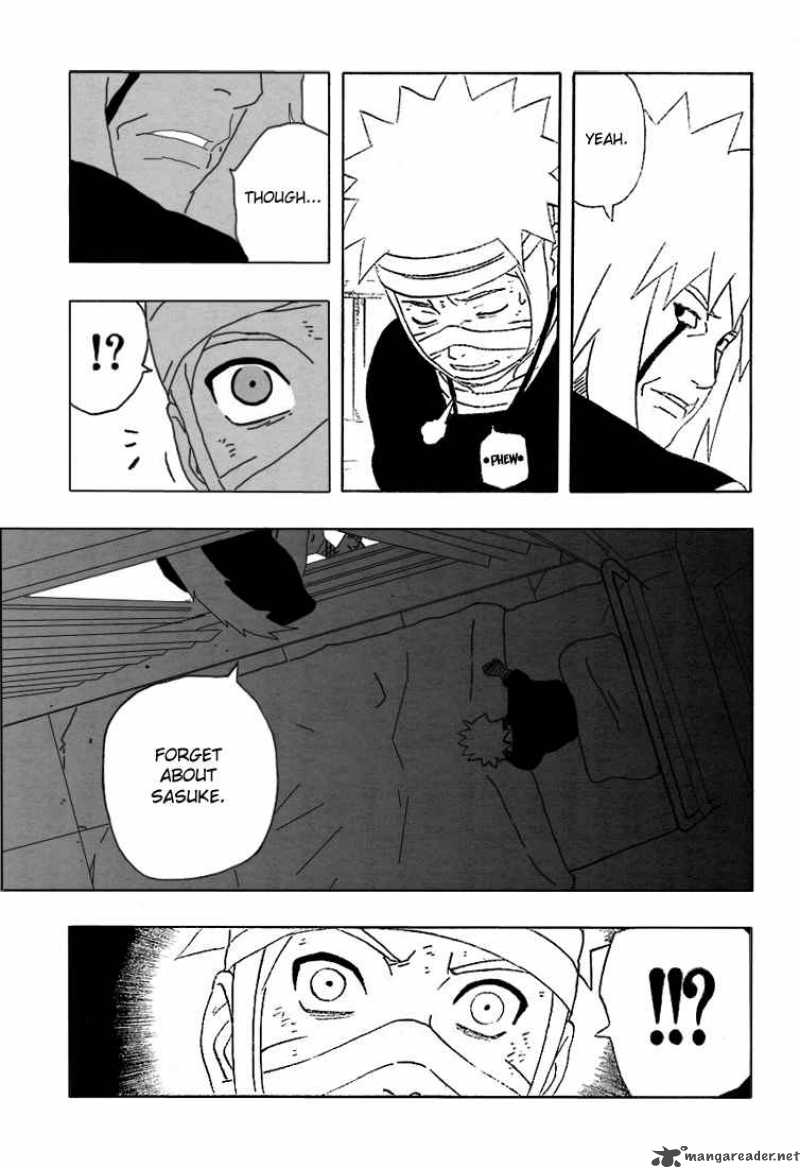 YEAH.
•PHEW•
THOUGH...
!?
FORGET
ABOUT
SASUKE.
!!?
mangareader.net